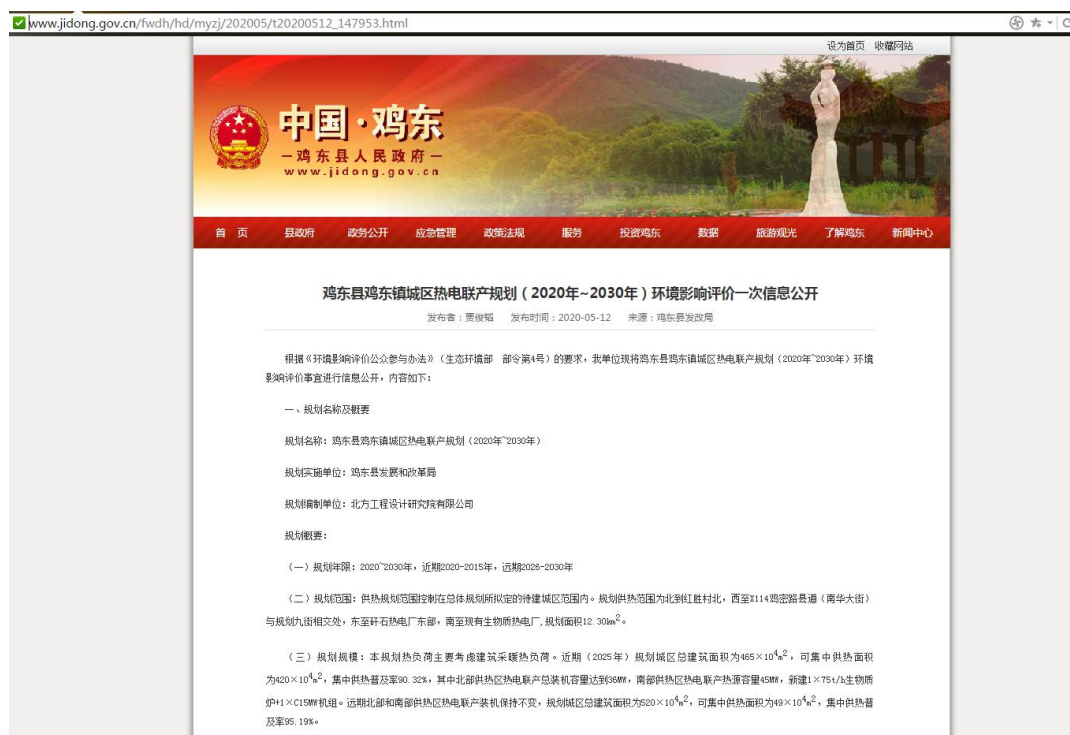 www.jidong.gov.cn/fwdh/hd/myzj/202005/t20200512_147953.html
设为首页 收藏网站
中国·鸡东
鸡东县人民政府
www.jidong.gov.cn
首 页 县政府 政务公开 应急管理 政策法规 服务 投资鸡东 数据 旅游观光 了解鸡东 新闻中心
鸡东县鸡东镇城区热电联产规划（2020年~2030年）环境影响评价一次信息公开
发布者：贾俊韬 发布时间：2020-05-12 来源：鸡东县发改局
根据《环境影响评价公众参与办法》（生态环境部 部令第4号）的要求，我单位现将鸡东县鸡东镇城区热电联产规划（2020年~2030年）环境
影响评价事宜进行信息公开，内容如下：
一、规划名称及概要
规划名称：鸡东县鸡东镇城区热电联产规划（2020年~2030年）
规划实施单位：鸡东县发展和改革局
规划编制单位：北方工程设计研究院有限公司
规划概要：
（一）规划年限：2020~2030年，近期2020-2015年，远期2026-2030年
（二）规划范围：供热规划范围控制在总体规划所拟定的待建城区范围内。规划供热范围为北到红胜村北，西至X114鸡密路县道（南华大街）
与规划九街相交处，东至矸石热电厂东部，南至现有生物质热电厂，规划面积12.30km²。
（三）规划规模：本规划热负荷主要考虑建筑采暖热负荷。近期（2025年）规划城区总建筑面积为465×10⁴m²，可集中供热面积
为420×10⁴m²，集中供热普及率90.32%，其中北部供热区热电联产总装机容量达到36MW，南部供热区热电联产热源容量45MW，新建1×75t/h生物质
炉+1×C15MW机组。远期北部和南部供热区热电联产装机保持不变，规划城区总建筑面积为520×10⁴m²，可集中供热面积为49×10⁴m²，集中供热普
及率95.19%。